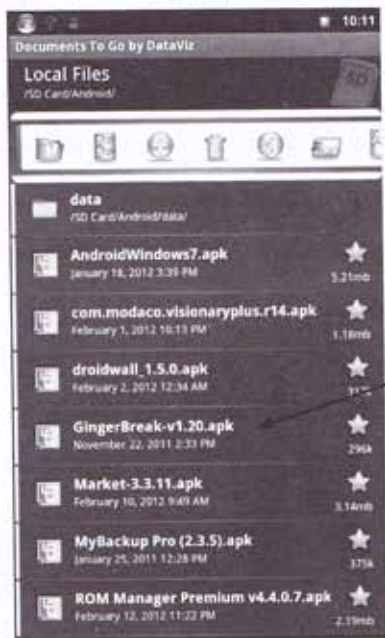 10:11
Documents To Go by DataViz
Local Files
/SD Card/Android/
SD
data
/SD Card/Android/data/
AndroidWindows7.apk
January 18, 2012 3:39 PM
5.21mb
com.modaco.visionaryplus.r14.apk
February 1, 2012 10:13 PM
1.18mb
droidwall_1.5.0.apk
February 2, 2012 12:34 AM
GingerBreak-v1.20.apk
November 22, 2011 2:33 PM
296k
Market-3.3.11.apk
February 10, 2012 9:49 AM
3.14mb
MyBackup Pro (2.3.5).apk
January 25, 2011 12:28 PM
375k
ROM Manager Premium v4.4.0.7.apk
February 12, 2012 11:22 PM
2.19mb